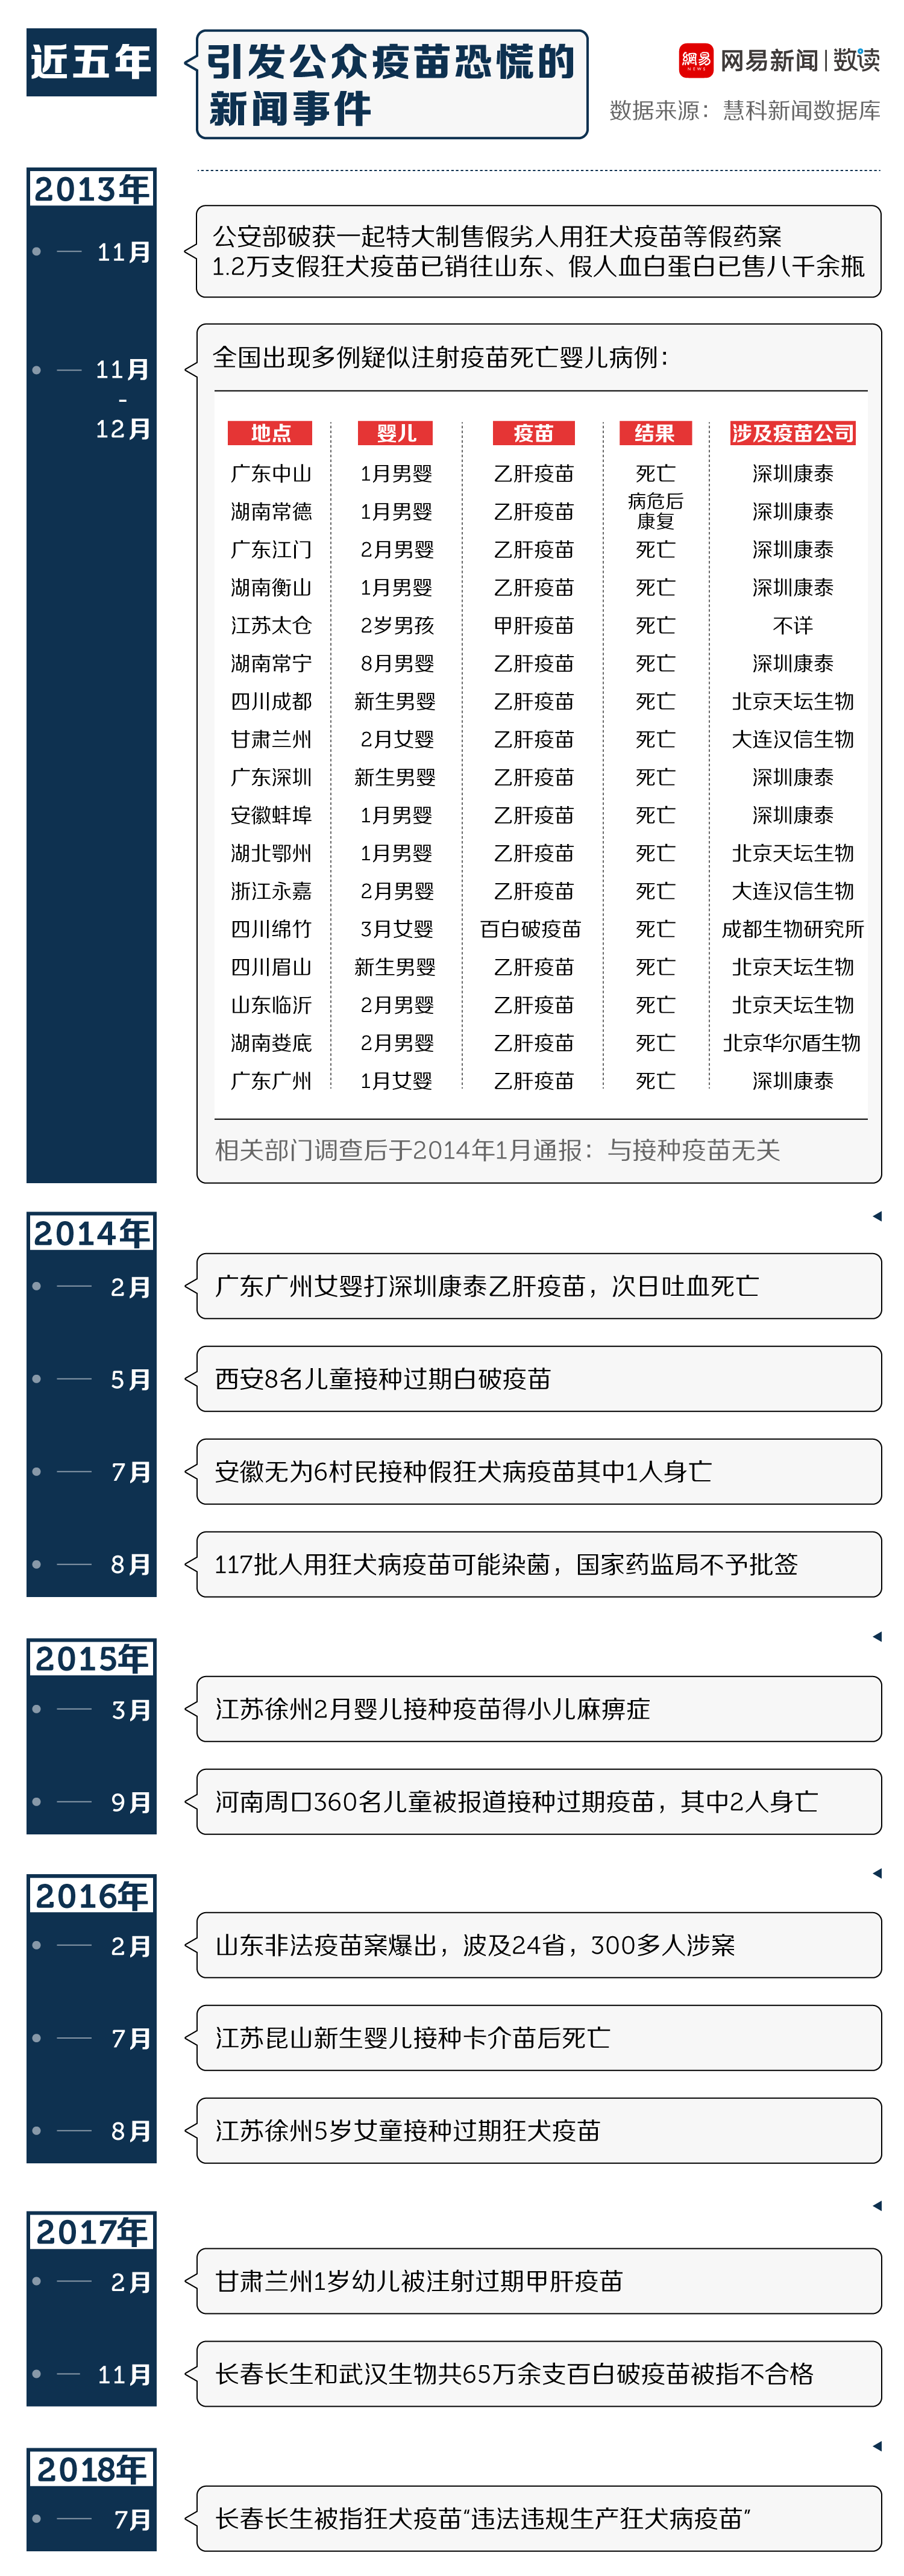 近五年
引发公众疫苗恐慌的
新闻事件
網易 NEWS 网易新闻 | 数读
数据来源：慧科新闻数据库
2013年
11月
公安部破获一起特大制售假劣人用狂犬疫苗等假药案
1.2万支假狂犬疫苗已销往山东、假人血白蛋白已售八千余瓶
11月
-
12月
全国出现多例疑似注射疫苗死亡婴儿病例：
地点 婴儿 疫苗 结果 涉及疫苗公司
广东中山 1月男婴 乙肝疫苗 死亡 深圳康泰
湖南常德 1月男婴 乙肝疫苗 病危后康复 深圳康泰
广东江门 2月男婴 乙肝疫苗 死亡 深圳康泰
湖南衡山 1月男婴 乙肝疫苗 死亡 深圳康泰
江苏太仓 2岁男孩 甲肝疫苗 死亡 不详
湖南常宁 8月男婴 乙肝疫苗 死亡 深圳康泰
四川成都 新生男婴 乙肝疫苗 死亡 北京天坛生物
甘肃兰州 2月女婴 乙肝疫苗 死亡 大连汉信生物
广东深圳 新生男婴 乙肝疫苗 死亡 深圳康泰
安徽蚌埠 1月男婴 乙肝疫苗 死亡 深圳康泰
湖北鄂州 1月男婴 乙肝疫苗 死亡 北京天坛生物
浙江永嘉 2月男婴 乙肝疫苗 死亡 大连汉信生物
四川绵竹 3月女婴 百白破疫苗 死亡 成都生物研究所
四川眉山 新生男婴 乙肝疫苗 死亡 北京天坛生物
山东临沂 2月男婴 乙肝疫苗 死亡 北京天坛生物
湖南娄底 2月男婴 乙肝疫苗 死亡 北京华尔盾生物
广东广州 1月女婴 乙肝疫苗 死亡 深圳康泰
相关部门调查后于2014年1月通报：与接种疫苗无关
2014年
2月
广东广州女婴打深圳康泰乙肝疫苗，次日吐血死亡
5月
西安8名儿童接种过期白破疫苗
7月
安徽无为6村民接种假狂犬病疫苗其中1人身亡
8月
117批人用狂犬病疫苗可能染菌，国家药监局不予批签
2015年
3月
江苏徐州2月婴儿接种疫苗得小儿麻痹症
9月
河南周口360名儿童被报道接种过期疫苗，其中2人身亡
2016年
2月
山东非法疫苗案爆出，波及24省，300多人涉案
7月
江苏昆山新生婴儿接种卡介苗后死亡
8月
江苏徐州5岁女童接种过期狂犬疫苗
2017年
2月
甘肃兰州1岁幼儿被注射过期甲肝疫苗
11月
长春长生和武汉生物共65万余支百白破疫苗被指不合格
2018年
7月
长春长生被指狂犬疫苗“违法违规生产狂犬病疫苗”